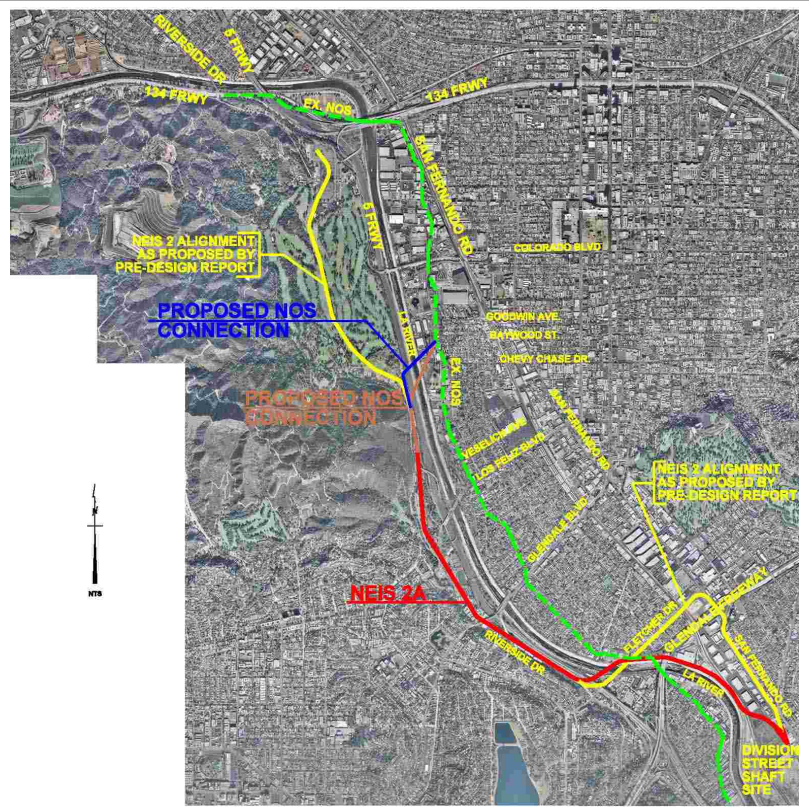 RIVERSIDE DR.
5 FRWY
134 FRWY
EX. NOS
134 FRWY
SAN FERNANDO RD
5 FRWY
NEIS 2 ALIGNMENT
AS PROPOSED BY
PRE-DESIGN REPORT
COLORADO BLVD
PROPOSED NOS
CONNECTION
LA RIVER
GOODWIN AVE.
BAYWOOD ST.
CHEVY CHASE DR.
EX. NOS
PROPOSED NOS
CONNECTION
SAN FERNANDO RD
VESELICH AVE
LOS FELIZ BLVD
NEIS 2 ALIGNMENT
AS PROPOSED BY
PRE-DESIGN REPORT
GLENDALE BLVD
N
NTS
NEIS 2A
FLETCHER DR
GLENDALE FREEWAY
RIVERSIDE DR.
SAN FERNANDO RD
LA RIVER
DIVISION
STREET
SHAFT
SITE